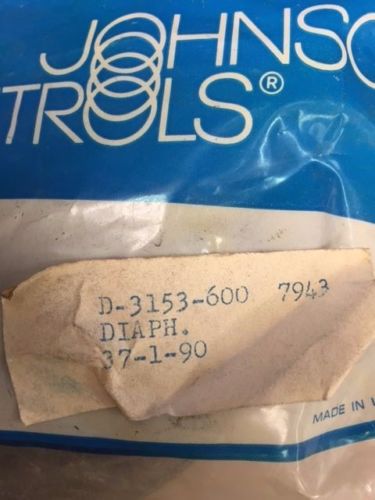 JOHNSO
TROLS®
D-3153-600 7943
DIAPH.
37-1-90
MADE IN